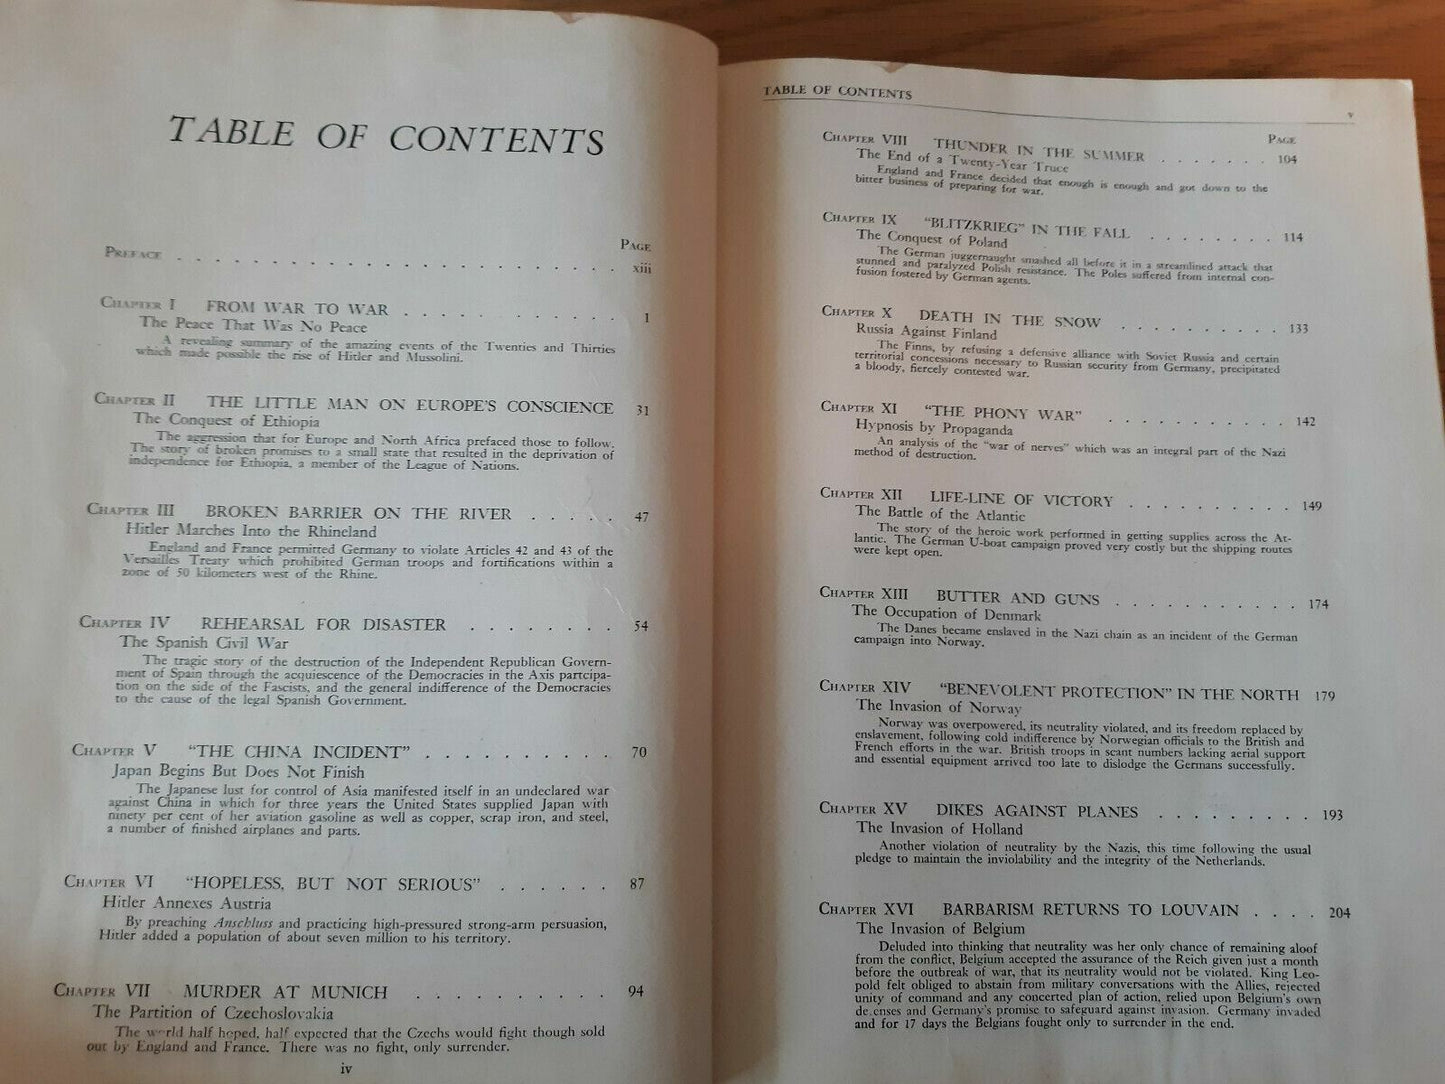 TABLE OF CONTENTS
PAGE
PREFACE . . . . . . . . . . . . . . . . . . . . . . . xiii
CHAPTER I FROM WAR TO WAR . . . . . . . . . . . . 1
The Peace That Was No Peace
A revealing summary of the amazing events of the Twenties and Thirties
which made possible the rise of Hitler and Mussolini.
CHAPTER II THE LITTLE MAN ON EUROPE'S CONSCIENCE 31
The Conquest of Ethiopia
The aggression that for Europe and North Africa prefaced those to follow.
The story of broken promises to a small state that resulted in the deprivation of
independence for Ethiopia, a member of the League of Nations.
CHAPTER III BROKEN BARRIER ON THE RIVER . . . . . 47
Hitler Marches Into the Rhineland
England and France permitted Germany to violate Articles 42 and 43 of the
Versailles Treaty which prohibited German troops and fortifications within a
zone of 50 kilometers west of the Rhine.
CHAPTER IV REHEARSAL FOR DISASTER . . . . . . . . 54
The Spanish Civil War
The tragic story of the destruction of the Independent Republican Govern-
ment of Spain through the acquiescence of the Democracies in the Axis partcipa-
tion on the side of the Fascists, and the general indifference of the Democracies
to the cause of the legal Spanish Government.
CHAPTER V "THE CHINA INCIDENT" . . . . . . . . . . 70
Japan Begins But Does Not Finish
The Japanese lust for control of Asia manifested itself in an undeclared war
against China in which for three years the United States supplied Japan with
ninety per cent of her aviation gasoline as well as copper, scrap iron, and steel,
a number of finished airplanes and parts.
CHAPTER VI "HOPELESS, BUT NOT SERIOUS" . . . . . . 87
Hitler Annexes Austria
By preaching Anschluss and practicing high-pressured strong-arm persuasion,
Hitler added a population of about seven million to his territory.
CHAPTER VII MURDER AT MUNICH . . . . . . . . . . 94
The Partition of Czechoslovakia
The world half hoped, half expected that the Czechs would fight though sold
out by England and France. There was no fight, only surrender.
iv
TABLE OF CONTENTS v
PAGE
CHAPTER VIII THUNDER IN THE SUMMER . . . . . . . 104
The End of a Twenty-Year Truce
England and France decided that enough is enough and got down to the
bitter business of preparing for war.
CHAPTER IX "BLITZKRIEG" IN THE FALL . . . . . . . . 114
The Conquest of Poland
The German juggernaught smashed all before it in a streamlined attack that
stunned and paralyzed Polish resistance. The Poles suffered from internal con-
fusion fostered by German agents.
CHAPTER X DEATH IN THE SNOW . . . . . . . . . . 133
Russia Against Finland
The Finns, by refusing a defensive alliance with Soviet Russia and certain
territorial concessions necessary to Russian security from Germany, precipitated
a bloody, fiercely contested war.
CHAPTER XI "THE PHONY WAR" . . . . . . . . . . . 142
Hypnosis by Propaganda
An analysis of the "war of nerves" which was an integral part of the Nazi
method of destruction.
CHAPTER XII LIFE-LINE OF VICTORY . . . . . . . . . . 149
The Battle of the Atlantic
The story of the heroic work performed in getting supplies across the At-
lantic. The German U-boat campaign proved very costly but the shipping routes
were kept open.
CHAPTER XIII BUTTER AND GUNS . . . . . . . . . . . 174
The Occupation of Denmark
The Danes became enslaved in the Nazi chain as an incident of the German
campaign into Norway.
CHAPTER XIV "BENEVOLENT PROTECTION" IN THE NORTH 179
The Invasion of Norway
Norway was overpowered, its neutrality violated, and its freedom replaced by
enslavement, following cold indifference by Norwegian officials to the British and
French efforts in the war. British troops in scant numbers lacking aerial support
and essential equipment arrived too late to dislodge the Germans successfully.
CHAPTER XV DIKES AGAINST PLANES . . . . . . . . . 193
The Invasion of Holland
Another violation of neutrality by the Nazis, this time following the usual
pledge to maintain the inviolability and the integrity of the Netherlands.
CHAPTER XVI BARBARISM RETURNS TO LOUVAIN . . . . 204
The Invasion of Belgium
Deluded into thinking that neutrality was her only chance of remaining aloof
from the conflict, Belgium accepted the assurance of the Reich given just a month
before the outbreak of war, that its neutrality would not be violated. King Leo-
pold felt obliged to abstain from military conversations with the Allies, rejected
unity of command and any concerted plan of action, relied upon Belgium's own
de.enses and Germany's promise to safeguard against invasion. Germany invaded
and for 17 days the Belgians fought only to surrender in the end.